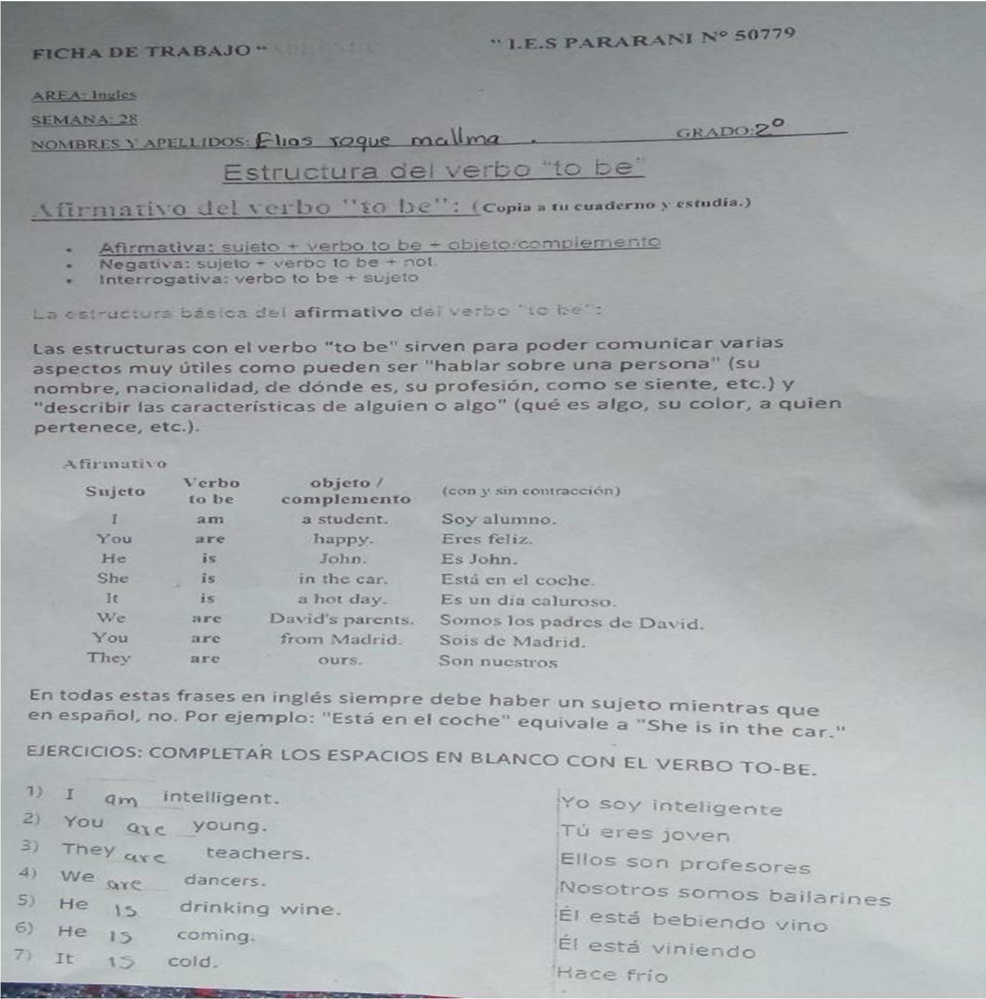 FICHA DE TRABAJO “ ” I.E.S PARARANI Nº 50779
AREA: Ingles
SEMANA: 28
NOMBRES Y APELLIDOS: Elias roque mallma . GRADO: 2º
Estructura del verbo “to be”
Afirmativo del verbo "to be": (Copia a tu cuaderno y estudia.)
• Afirmativa: sujeto + verbo to be + objeto/complemento
• Negativa: sujeto + verbo to be + not.
• Interrogativa: verbo to be + sujeto
La estructura básica del afirmativo del verbo "to be":
Las estructuras con el verbo "to be" sirven para poder comunicar varias
aspectos muy útiles como pueden ser "hablar sobre una persona" (su
nombre, nacionalidad, de dónde es, su profesión, como se siente, etc.) y
"describir las características de alguien o algo" (qué es algo, su color, a quien
pertenece, etc.).
Afirmativo
Sujeto Verbo to be objeto / complemento (con y sin contracción)
I am a student. Soy alumno.
You are happy. Eres feliz.
He is John. Es John.
She is in the car. Está en el coche.
It is a hot day. Es un día caluroso.
We are David's parents. Somos los padres de David.
You are from Madrid. Sois de Madrid.
They are ours. Son nuestros
En todas estas frases en inglés siempre debe haber un sujeto mientras que
en español, no. Por ejemplo: "Está en el coche" equivale a "She is in the car."
EJERCICIOS: COMPLETAR LOS ESPACIOS EN BLANCO CON EL VERBO TO-BE.
1) I am intelligent. Yo soy inteligente
2) You are young. Tú eres joven
3) They are teachers. Ellos son profesores
4) We are dancers. Nosotros somos bailarines
5) He is drinking wine. Él está bebiendo vino
6) He is coming. Él está viniendo
7) It is cold. Hace frío